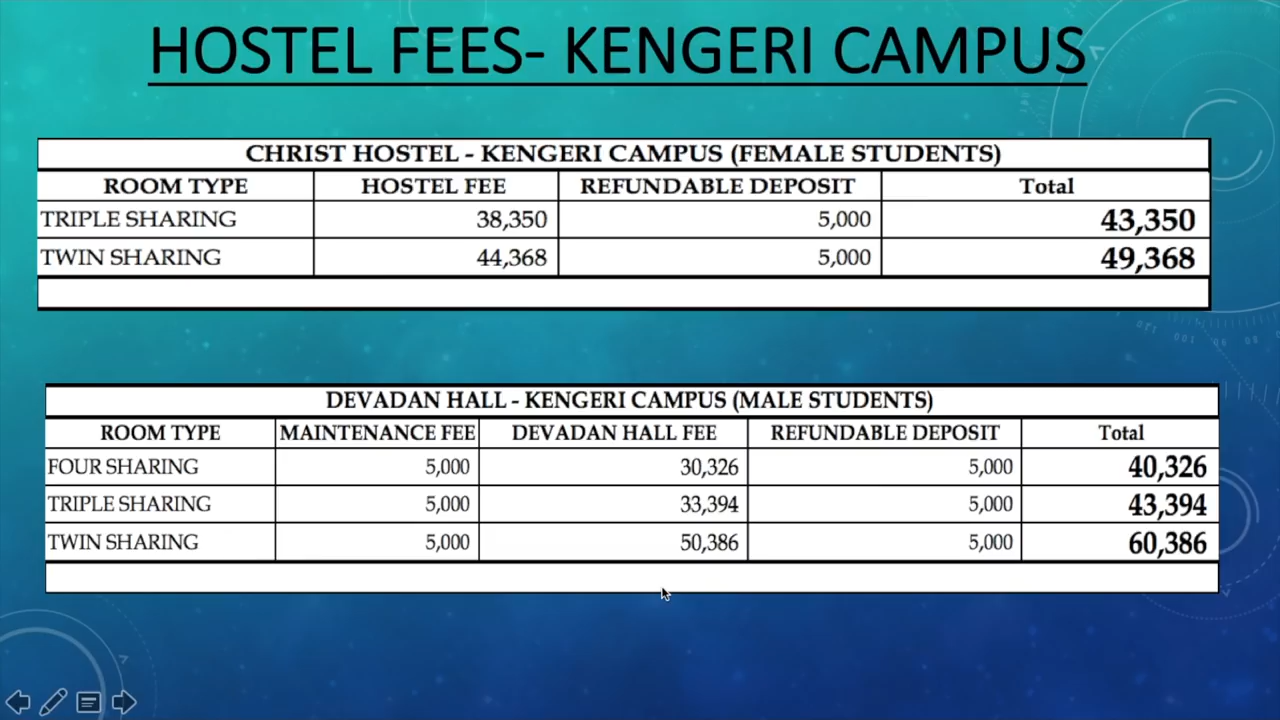 HOSTEL FEES- KENGERI CAMPUS
CHRIST HOSTEL - KENGERI CAMPUS (FEMALE STUDENTS)
ROOM TYPE HOSTEL FEE REFUNDABLE DEPOSIT Total
TRIPLE SHARING 38,350 5,000 43,350
TWIN SHARING 44,368 5,000 49,368
DEVADAN HALL - KENGERI CAMPUS (MALE STUDENTS)
ROOM TYPE MAINTENANCE FEE DEVADAN HALL FEE REFUNDABLE DEPOSIT Total
FOUR SHARING 5,000 30,326 5,000 40,326
TRIPLE SHARING 5,000 33,394 5,000 43,394
TWIN SHARING 5,000 50,386 5,000 60,386